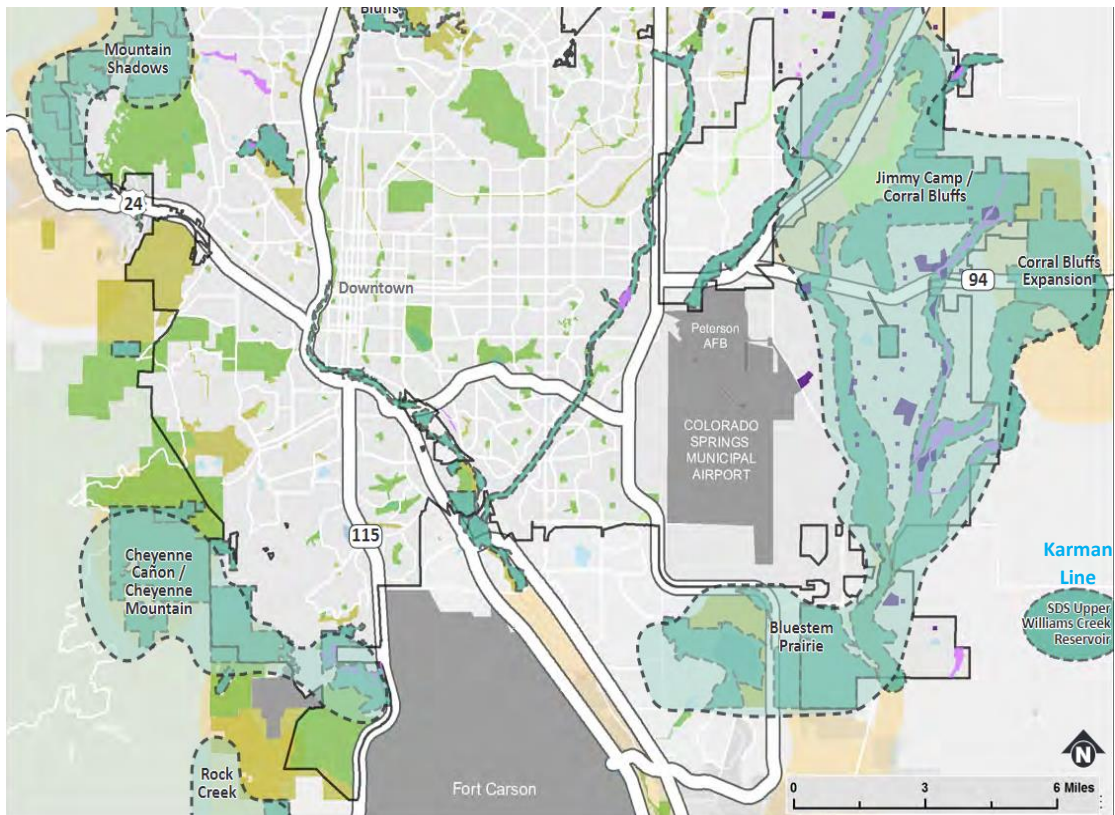 Bluffs
Mountain
Shadows
24
Downtown
Jimmy Camp /
Corral Bluffs
Corral Bluffs
Expansion
94
Peterson
AFB
COLORADO
SPRINGS
MUNICIPAL
AIRPORT
115
Cheyenne
Cañon /
Cheyenne
Mountain
Karman
Line
SDS Upper
Williams Creek
Reservoir
Bluestem
Prairie
Rock
Creek
Fort Carson
N
0 3 6 Miles